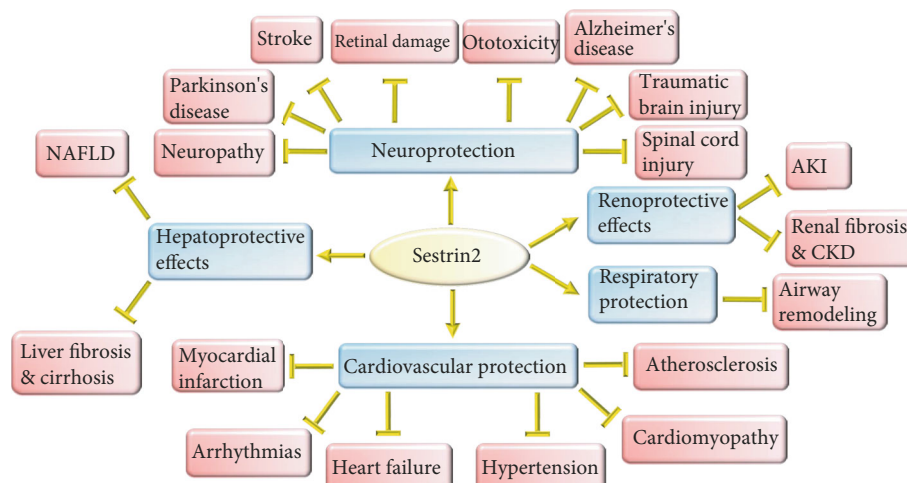 Stroke
Retinal damage
Ototoxicity
Alzheimer's
disease
Parkinson's
disease
Traumatic
brain injury
NAFLD
Neuropathy
Neuroprotection
Spinal cord
injury
AKI
Hepatoprotective
effects
Sestrin2
Renoprotective
effects
Renal fibrosis
& CKD
Respiratory
protection
Airway
remodeling
Liver fibrosis
& cirrhosis
Myocardial
infarction
Cardiovascular protection
Atherosclerosis
Arrhythmias
Heart failure
Hypertension
Cardiomyopathy